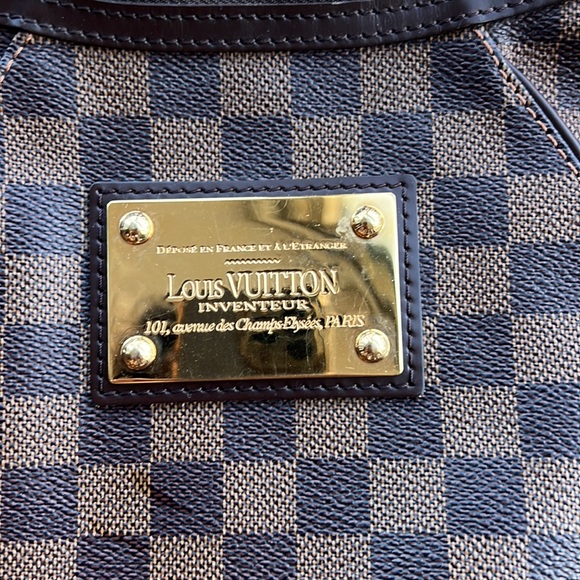 DÉPOSÉ EN FRANCE ET À L'ÉTRANGER
LOUIS VUITTON
INVENTEUR
101, avenue des Champs-Elysées, PARIS